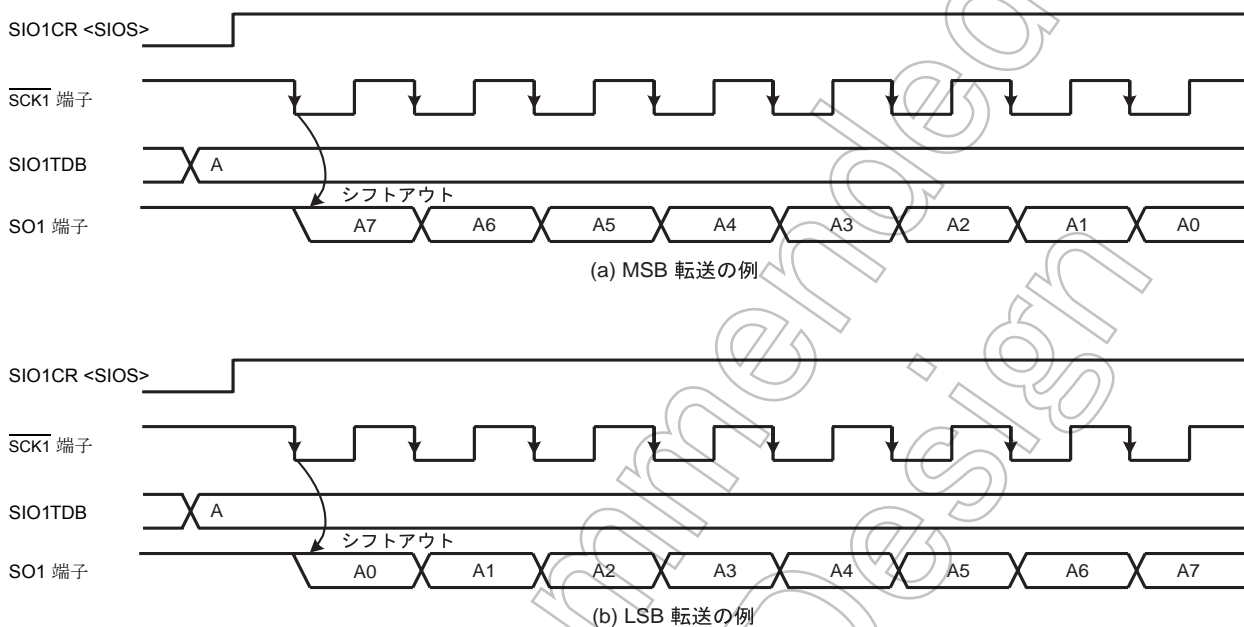 SIO1CR <SIOS>
SCK1 端子
SIO1TDB
A
シフトアウト
SO1 端子
A7 A6 A5 A4 A3 A2 A1 A0
(a) MSB 転送の例
SIO1CR <SIOS>
SCK1 端子
SIO1TDB
A
シフトアウト
SO1 端子
A0 A1 A2 A3 A4 A5 A6 A7
(b) LSB 転送の例
mmended
Design